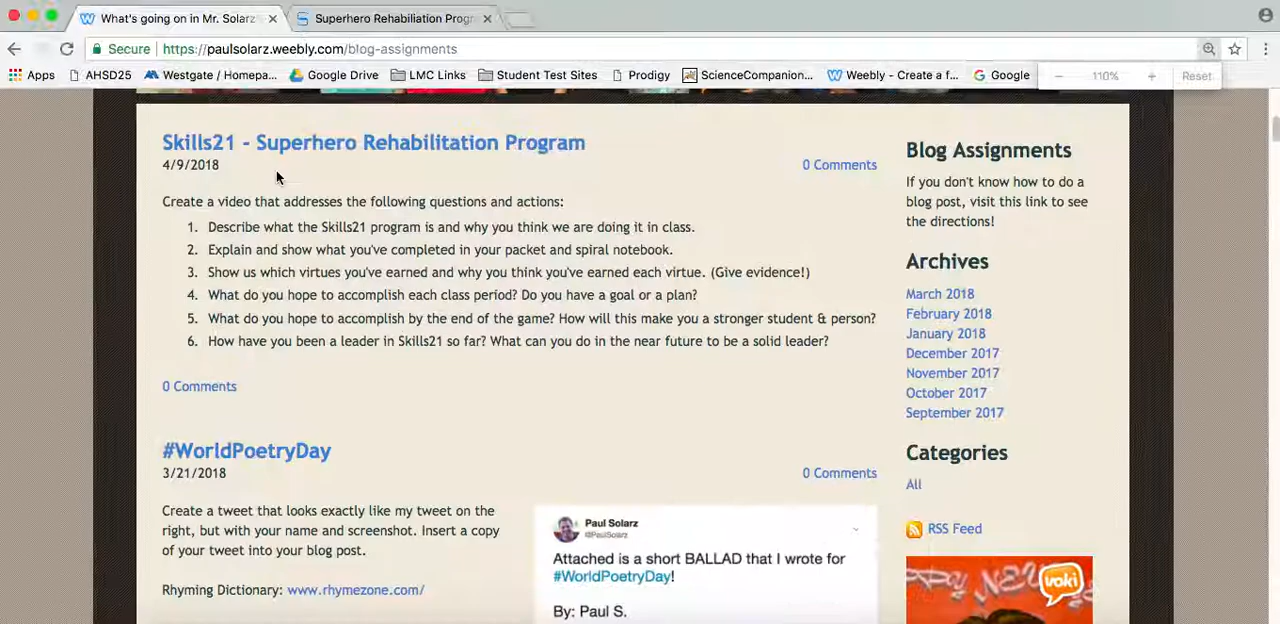 What's going on in Mr. Solarz
Superhero Rehabiliation Progr
Secure
https://paulsolarz.weebly.com/blog-assignments
Apps
AHSD25
Westgate / Homepa...
Google Drive
LMC Links
Student Test Sites
Prodigy
ScienceCompanion...
Weebly - Create a f...
Google
110%
Reset
Skills21 - Superhero Rehabilitation Program
4/9/2018
0 Comments
Create a video that addresses the following questions and actions:
1. Describe what the Skills21 program is and why you think we are doing it in class.
2. Explain and show what you've completed in your packet and spiral notebook.
3. Show us which virtues you've earned and why you think you've earned each virtue. (Give evidence!)
4. What do you hope to accomplish each class period? Do you have a goal or a plan?
5. What do you hope to accomplish by the end of the game? How will this make you a stronger student & person?
6. How have you been a leader in Skills21 so far? What can you do in the near future to be a solid leader?
0 Comments
#WorldPoetryDay
3/21/2018
0 Comments
Create a tweet that looks exactly like my tweet on the
right, but with your name and screenshot. Insert a copy
of your tweet into your blog post.
Rhyming Dictionary: www.rhymezone.com/
Paul Solarz
@PaulSolarz
Attached is a short BALLAD that I wrote for
#WorldPoetryDay!
By: Paul S.
Blog Assignments
If you don't know how to do a
blog post, visit this link to see
the directions!
Archives
March 2018
February 2018
January 2018
December 2017
November 2017
October 2017
September 2017
Categories
All
RSS Feed
voki